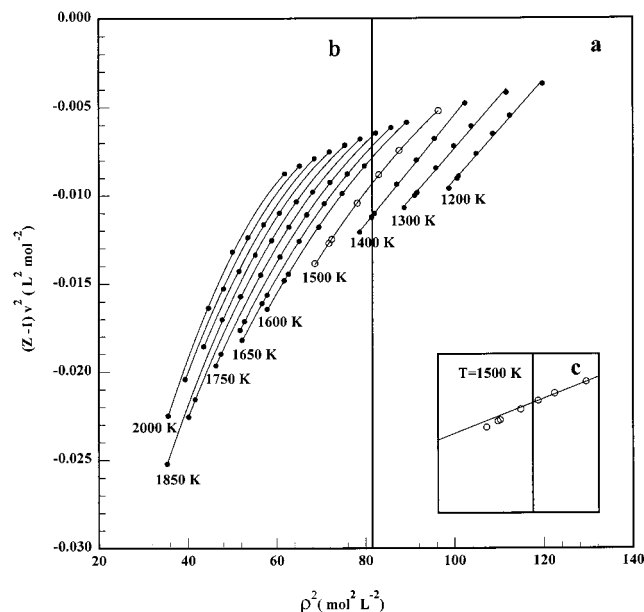 0.000
b
a
-0.005
-0.010
-0.015
-0.020
-0.025
-0.030
(Z -1) v² ( L² mol⁻²)
1200 K
1300 K
1400 K
1500 K
1600 K
1650 K
1750 K
2000 K
1850 K
c
T=1500 K
20 40 60 80 100 120 140
ρ² ( mol² L⁻²)